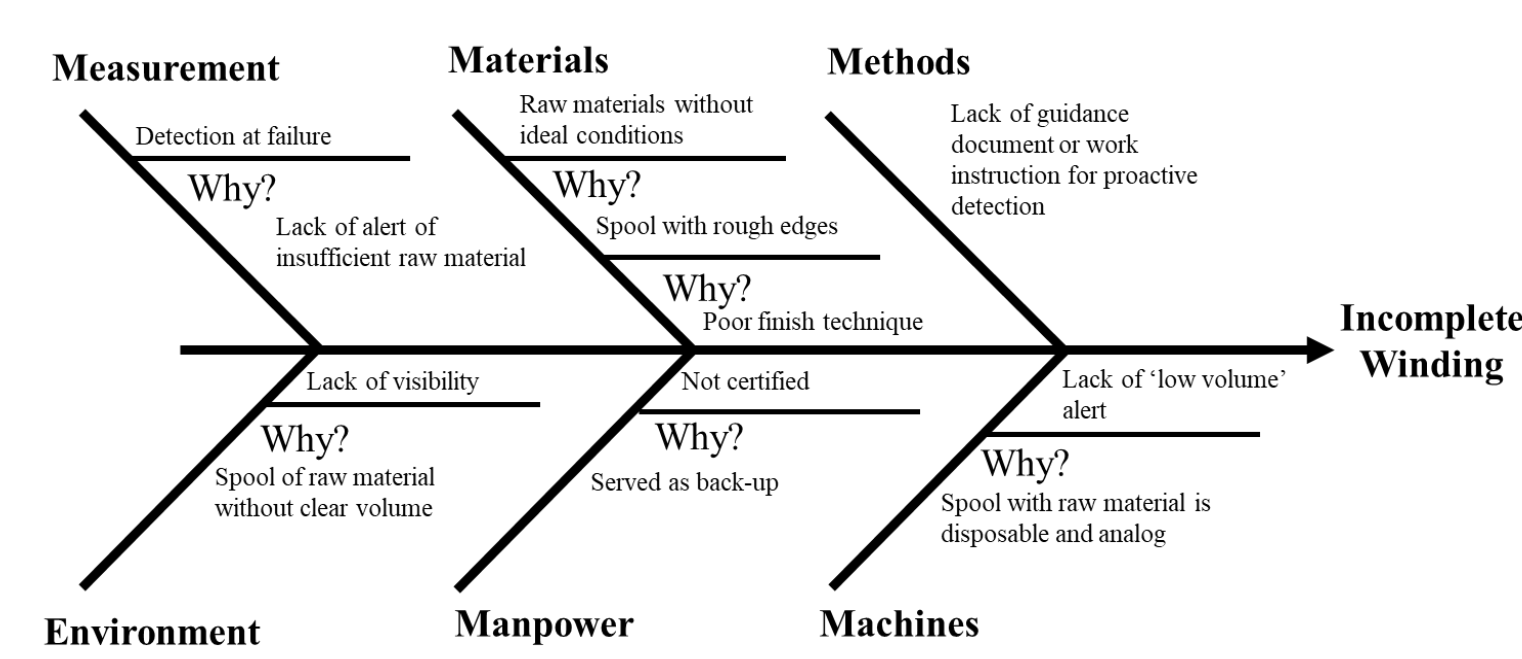 Measurement
Detection at failure
Why?
Lack of alert of
insufficient raw material
Materials
Raw materials without
ideal conditions
Why?
Spool with rough edges
Why?
Poor finish technique
Methods
Lack of guidance
document or work
instruction for proactive
detection
Incomplete
Winding
Lack of visibility
Why?
Spool of raw material
without clear volume
Environment
Not certified
Why?
Served as back-up
Manpower
Lack of ‘low volume’
alert
Why?
Spool with raw material is
disposable and analog
Machines